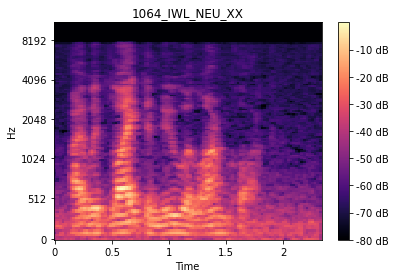 1064_IWL_NEU_XX
8192
4096
2048
1024
512
0
Hz
0
0.5
1
1.5
2
Time
-10 dB
-20 dB
-30 dB
-40 dB
-50 dB
-60 dB
-70 dB
-80 dB